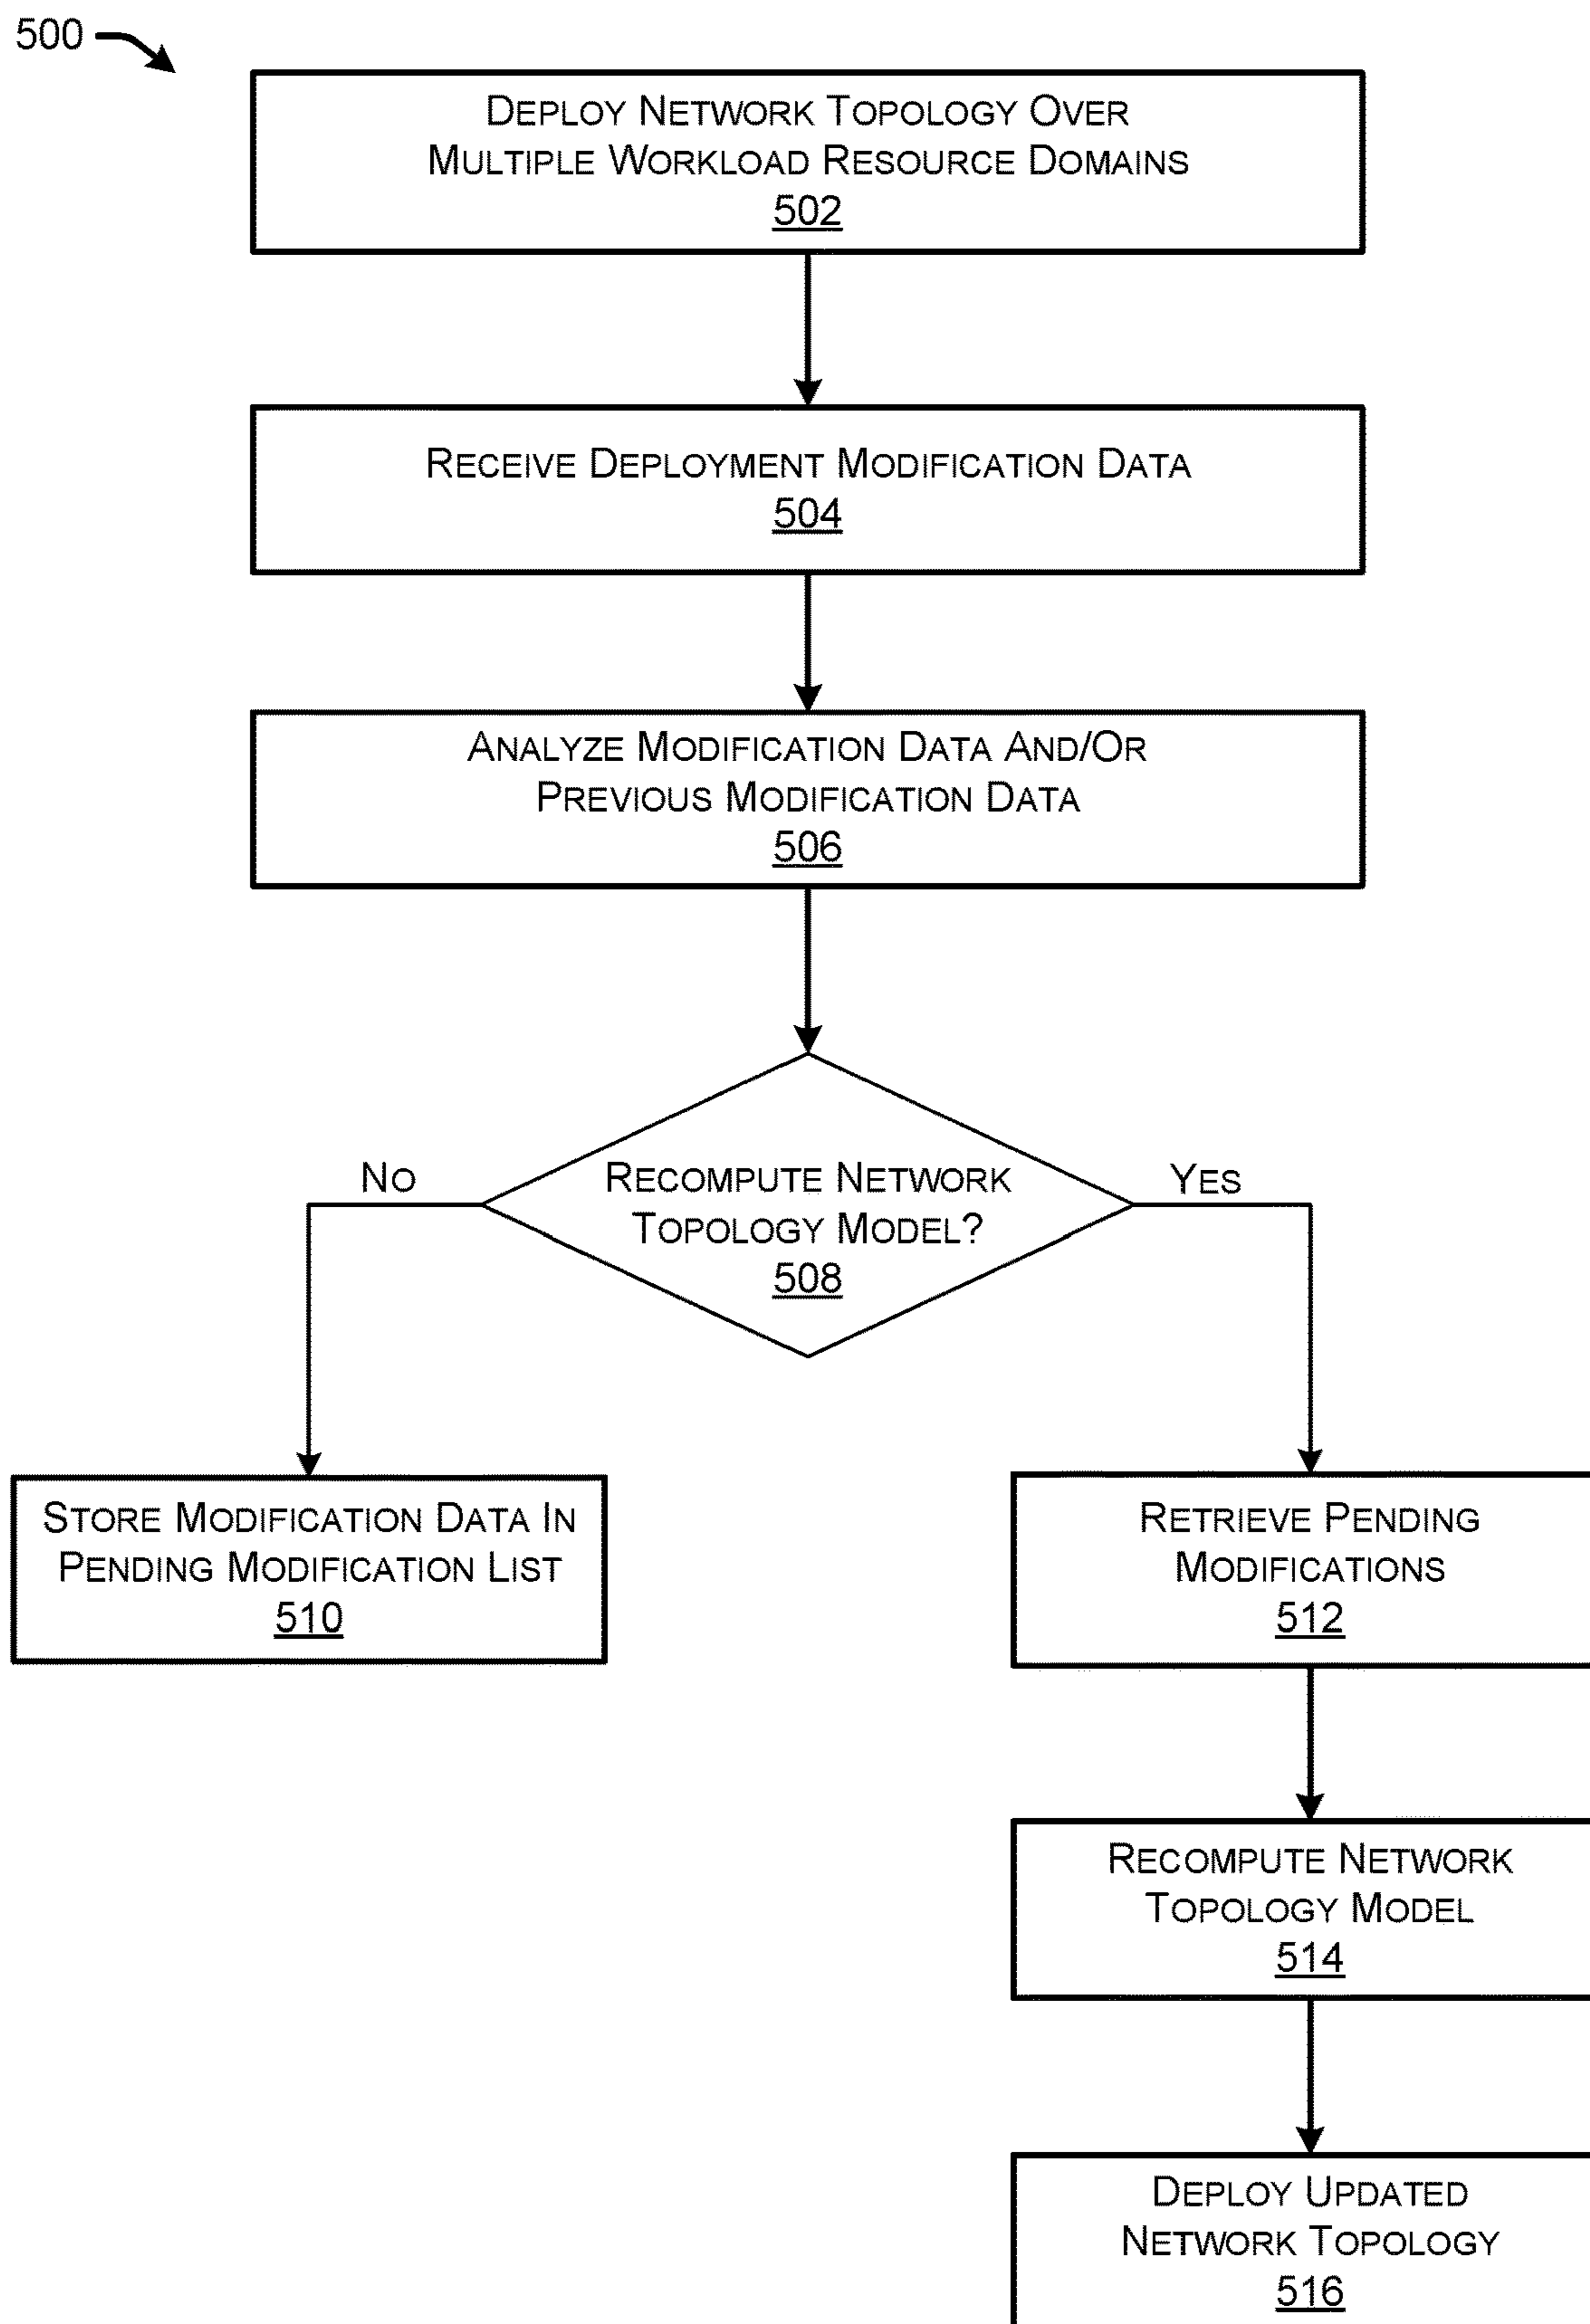 500
DEPLOY NETWORK TOPOLOGY OVER
MULTIPLE WORKLOAD RESOURCE DOMAINS
502
RECEIVE DEPLOYMENT MODIFICATION DATA
504
ANALYZE MODIFICATION DATA AND/OR
PREVIOUS MODIFICATION DATA
506
NO
YES
RECOMPUTE NETWORK
TOPOLOGY MODEL?
508
STORE MODIFICATION DATA IN
PENDING MODIFICATION LIST
510
RETRIEVE PENDING
MODIFICATIONS
512
RECOMPUTE NETWORK
TOPOLOGY MODEL
514
DEPLOY UPDATED
NETWORK TOPOLOGY
516